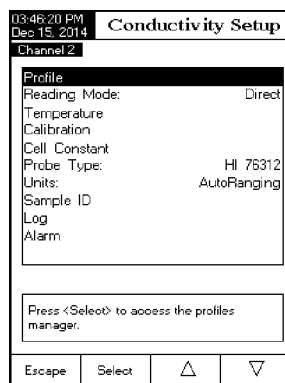 03:46:20 PM
Dec 15, 2014
Conductivity Setup
Channel 2
Profile
Reading Mode: Direct
Temperature
Calibration
Cell Constant
Probe Type: HI 76312
Units: AutoRanging
Sample ID
Log
Alarm
Press <Select> to access the profiles
manager.
Escape Select △ ▽